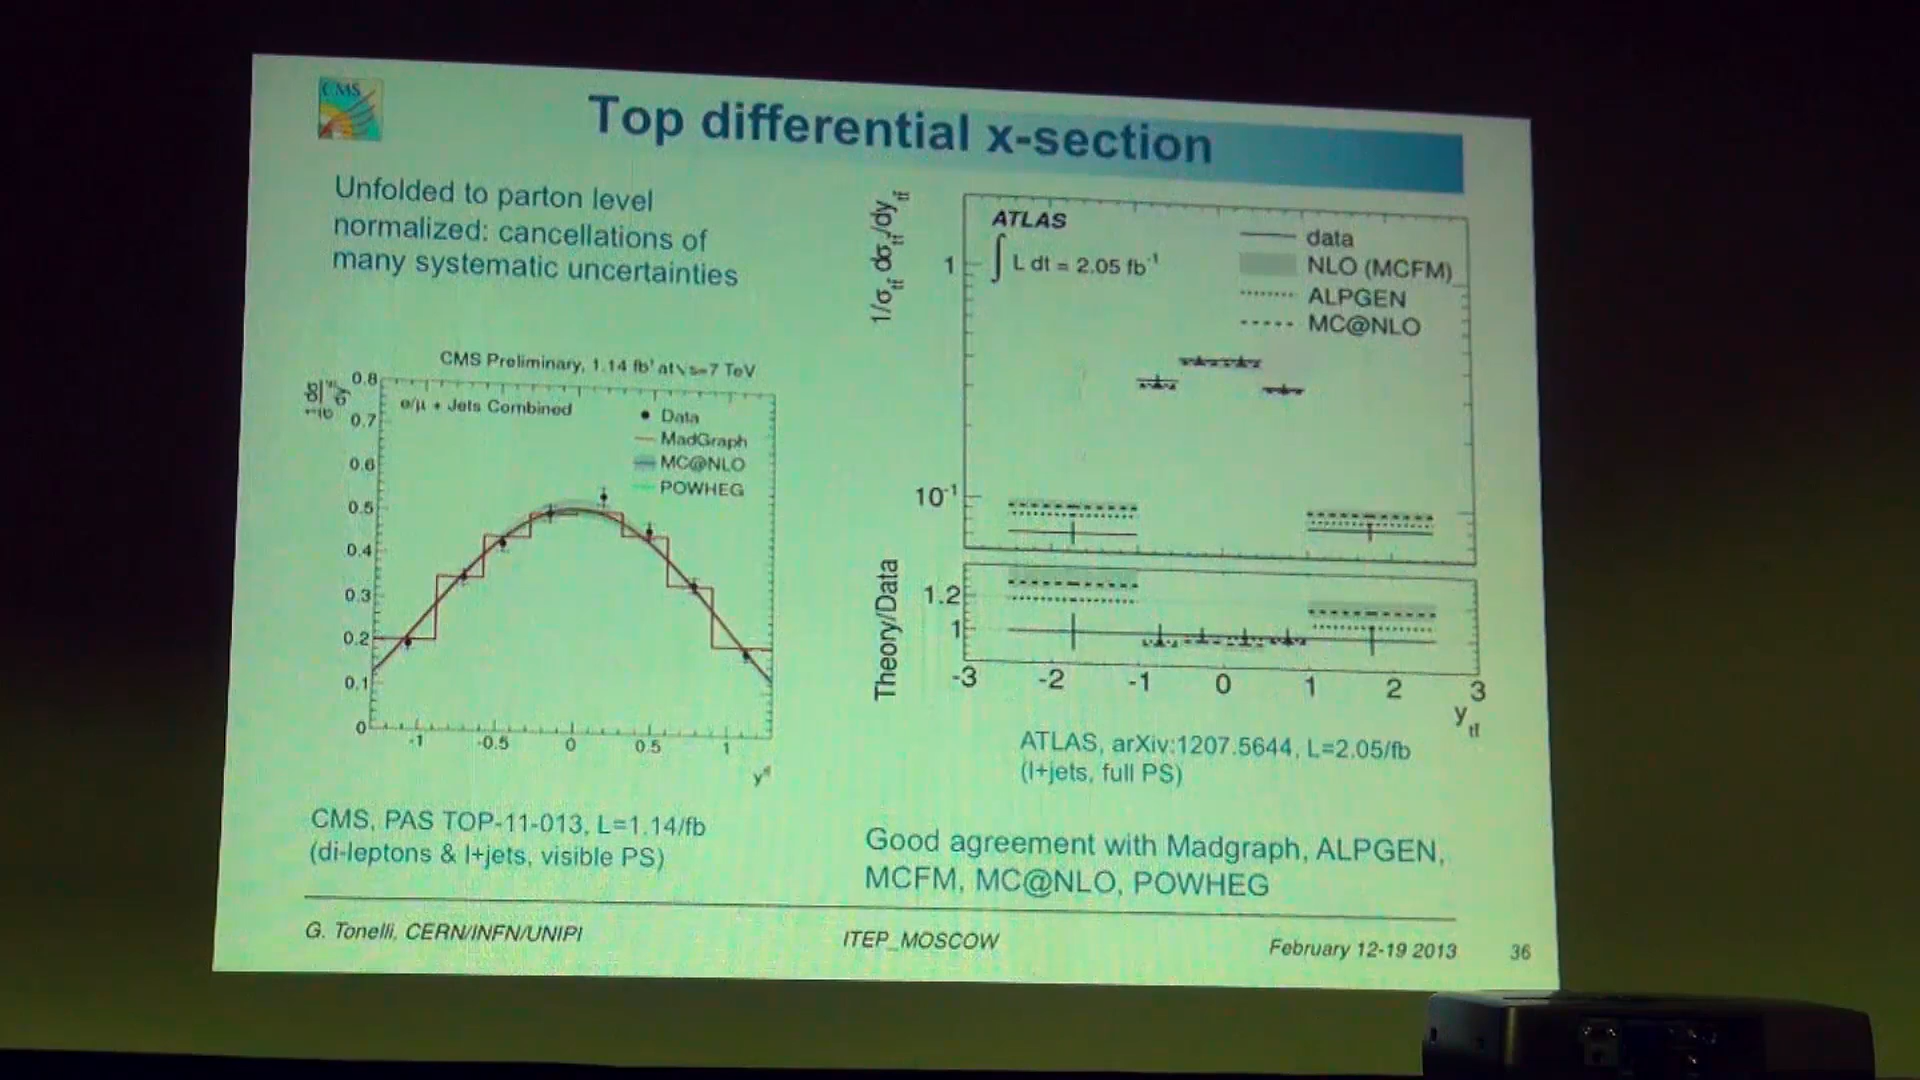 CMS
Top differential x-section
Unfolded to parton level
normalized: cancellations of
many systematic uncertainties
CMS Preliminary, 1.14 fb⁻¹ at √s=7 TeV
e/μ + Jets Combined
Data
MadGraph
MC@NLO
POWHEG
0.8
0.7
0.6
0.5
0.4
0.3
0.2
0.1
0
-1 -0.5 0 0.5 1
CMS, PAS TOP-11-013, L=1.14/fb
(di-leptons & l+jets, visible PS)
1/σtt̄ dσtt̄/dytt̄
ATLAS
∫ L dt = 2.05 fb⁻¹
data
NLO (MCFM)
ALPGEN
MC@NLO
1
10⁻¹
Theory/Data
1.2
1
-3 -2 -1 0 1 2 3
ytt̄
ATLAS, arXiv:1207.5644, L=2.05/fb
(l+jets, full PS)
Good agreement with Madgraph, ALPGEN,
MCFM, MC@NLO, POWHEG
G. Tonelli, CERN/INFN/UNIPI
ITEP_MOSCOW
February 12-19 2013
36